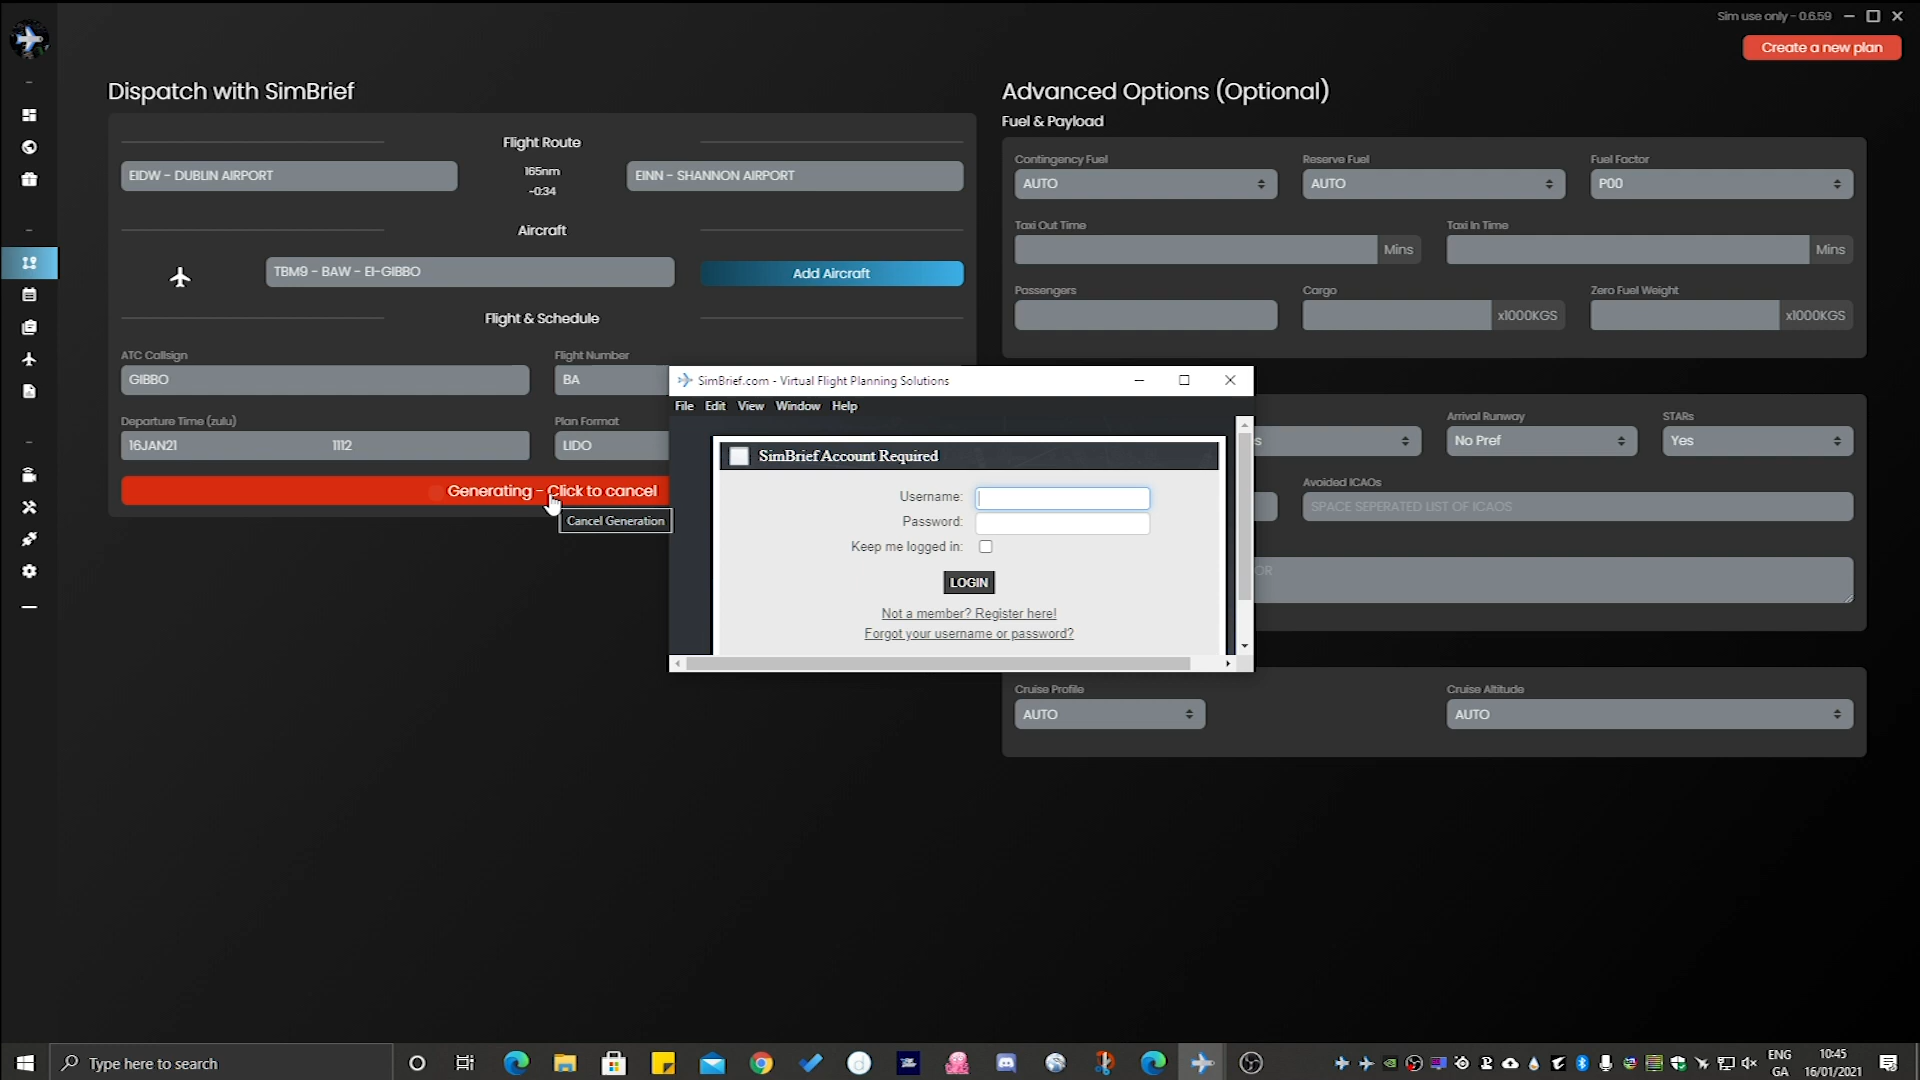 Sim use only - 0.6.59
Create a new plan
Dispatch with SimBrief
Flight Route
EIDW - DUBLIN AIRPORT
165nm
~0:34
EINN - SHANNON AIRPORT
Aircraft
TBM9 - BAW - EI-GIBBO
Add Aircraft
Flight & Schedule
ATC Callsign
Flight Number
GIBBO
BA
Departure Time (zulu)
Plan Format
16JAN21
1112
LIDO
Generating - Click to cancel
Cancel Generation
Advanced Options (Optional)
Fuel & Payload
Contingency Fuel
Reserve Fuel
Fuel Factor
AUTO
AUTO
P00
Taxi Out Time
Taxi In Time
Mins
Mins
Passengers
Cargo
Zero Fuel Weight
x1000KGS
x1000KGS
Arrival Runway
STARs
s
No Pref
Yes
Avoided ICAOs
SPACE SEPERATED LIST OF ICAOS
OR
Cruise Profile
Cruise Altitude
AUTO
AUTO
SimBrief.com - Virtual Flight Planning Solutions
File Edit View Window Help
SimBrief Account Required
Username:
Password:
Keep me logged in:
LOGIN
Not a member? Register here!
Forgot your username or password?
Type here to search
ENG
GA
10:45
16/01/2021